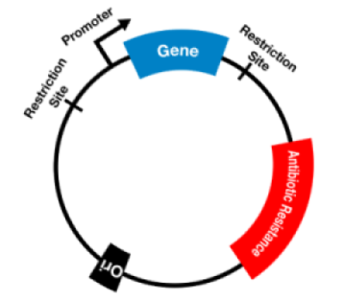 Promoter
Gene
Restriction
Site
Restriction
Site
Antibiotic Resistance
Ori